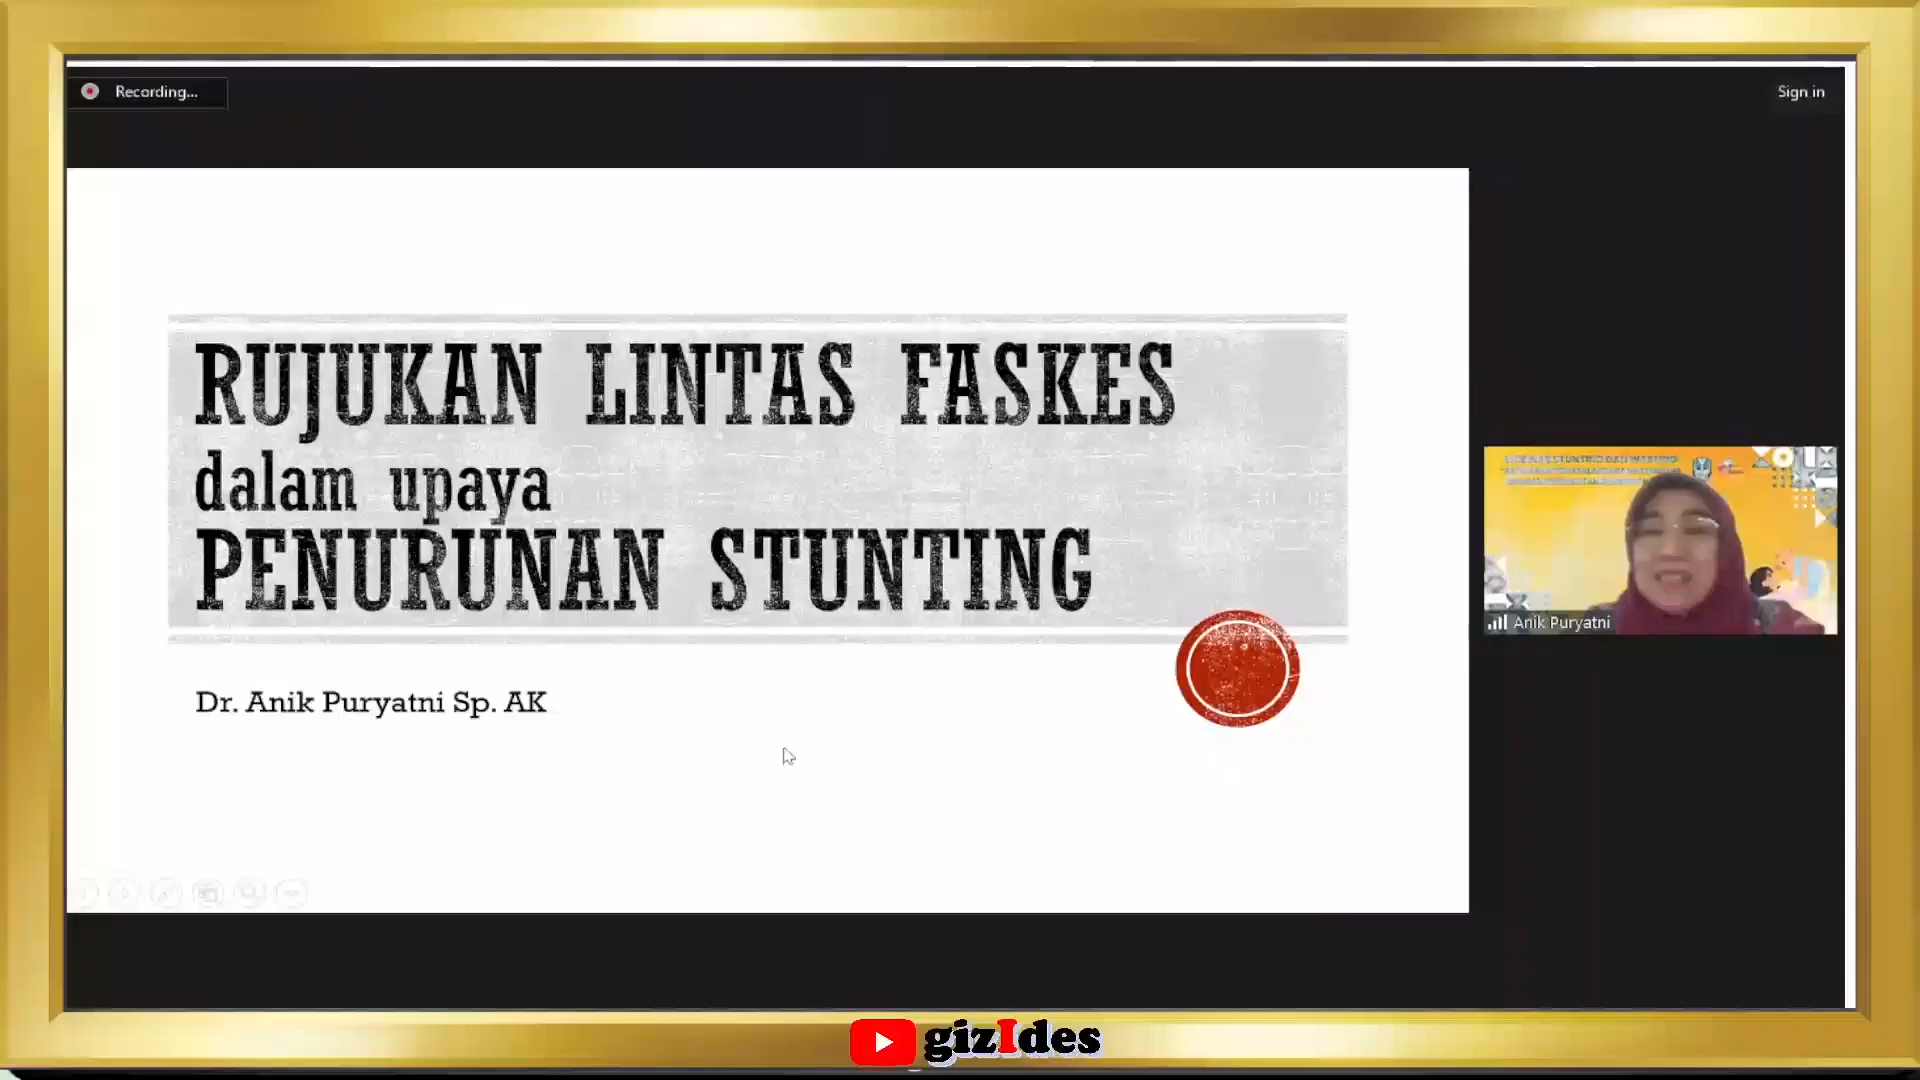 Recording...
Sign in
RUJUKAN LINTAS FASKES
dalam upaya
PENURUNAN STUNTING
Dr. Anik Puryatni Sp. AK
Anik Puryatni
gizIdes